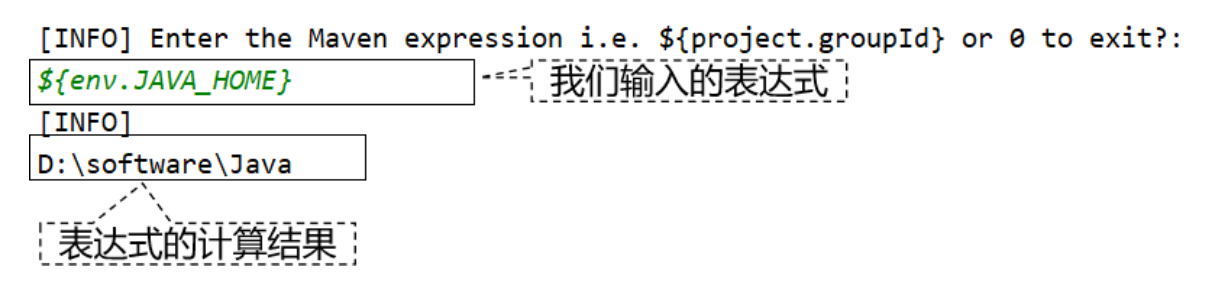 [INFO] Enter the Maven expression i.e. ${project.groupId} or 0 to exit?:
${env.JAVA_HOME}
我们输入的表达式
[INFO]
D:\software\Java
表达式的计算结果